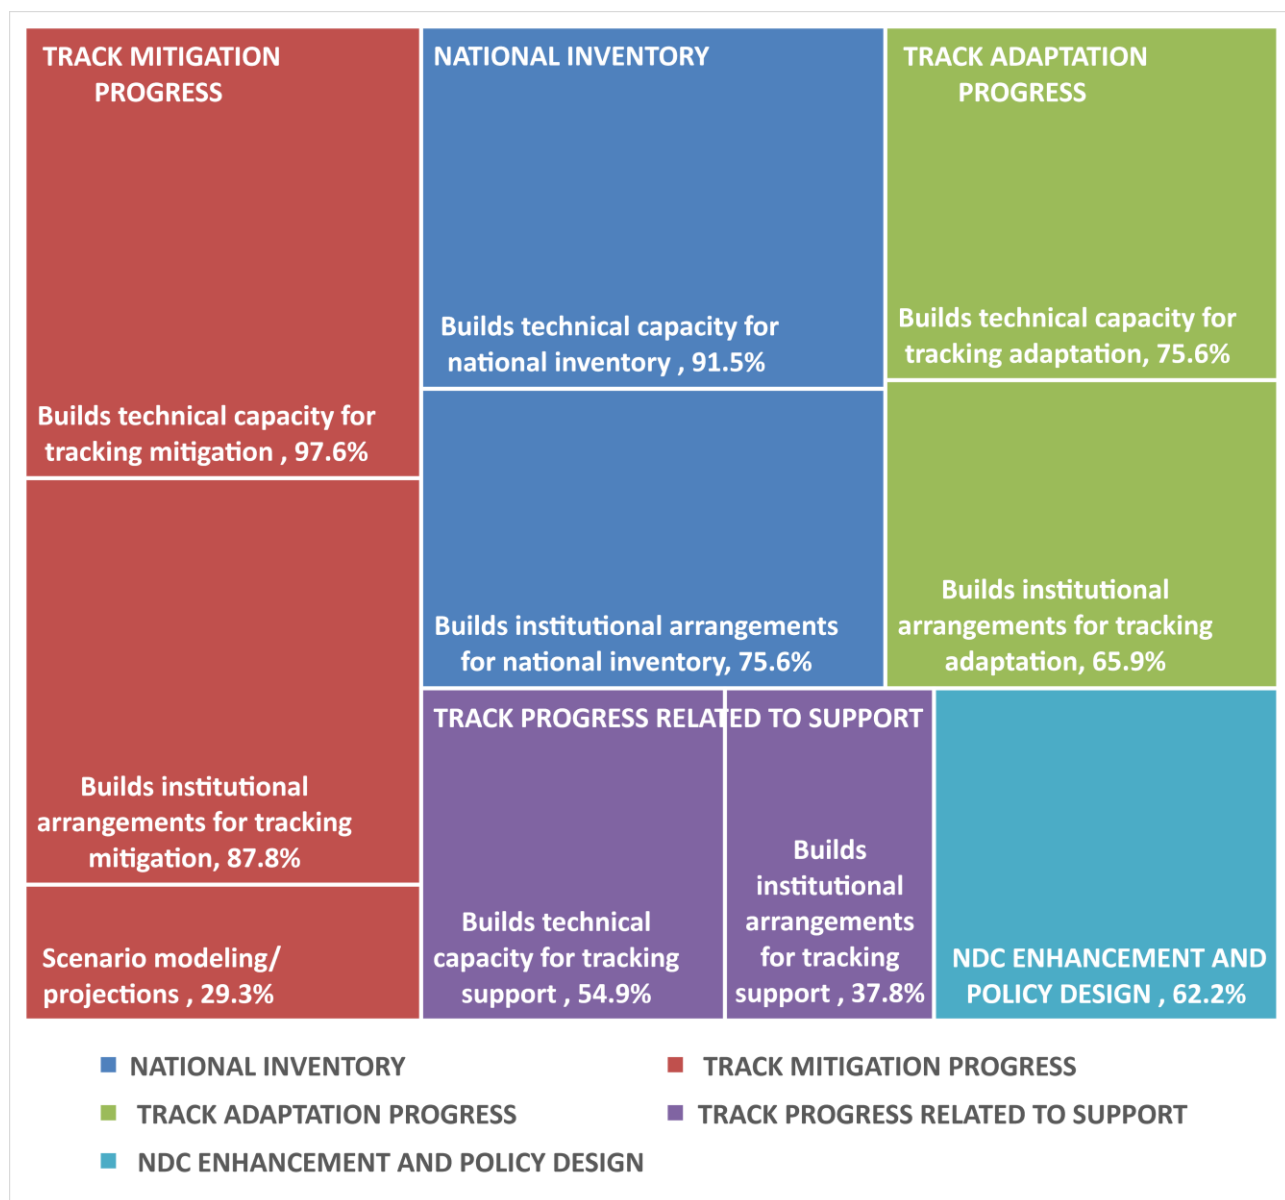 TRACK MITIGATION
PROGRESS
Builds technical capacity for
tracking mitigation , 97.6%
Builds institutional
arrangements for tracking
mitigation, 87.8%
Scenario modeling/
projections , 29.3%
NATIONAL INVENTORY
Builds technical capacity for
national inventory , 91.5%
Builds institutional arrangements
for national inventory, 75.6%
TRACK ADAPTATION
PROGRESS
Builds technical capacity for
tracking adaptation, 75.6%
Builds institutional
arrangements for tracking
adaptation, 65.9%
TRACK PROGRESS RELATED TO SUPPORT
Builds technical
capacity for tracking
support , 54.9%
Builds
institutional
arrangements
for tracking
support , 37.8%
NDC ENHANCEMENT AND
POLICY DESIGN , 62.2%
NATIONAL INVENTORY
TRACK MITIGATION PROGRESS
TRACK ADAPTATION PROGRESS
TRACK PROGRESS RELATED TO SUPPORT
NDC ENHANCEMENT AND POLICY DESIGN